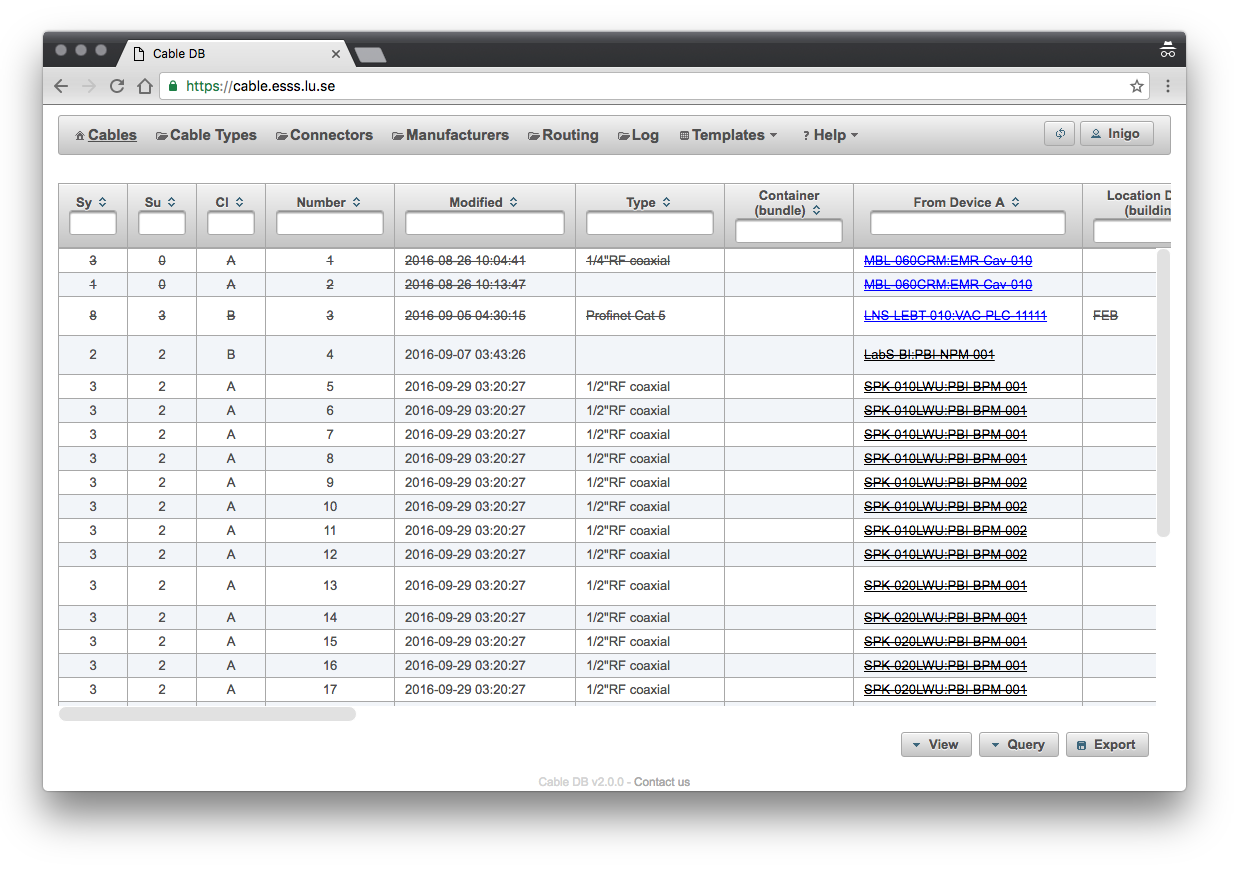 Cable DB
https://cable.esss.lu.se
Cables Cable Types Connectors Manufacturers Routing Log Templates ? Help Inigo
Sy Su Cl Number Modified Type Container (bundle) From Device A Location D (buildin
3 0 A 1 2016-08-26 10:04:41 1/4"RF coaxial MBL-060CRM:EMR-Cav-010
1 0 A 2 2016-08-26 10:13:47 MBL-060CRM:EMR-Cav-010
8 3 B 3 2016-09-05 04:30:15 Profinet Cat 5 LNS-LEBT-010:VAC-PLC-11111 FEB
2 2 B 4 2016-09-07 03:43:26 LabS-BI:PBI-NPM-001
3 2 A 5 2016-09-29 03:20:27 1/2"RF coaxial SPK-010LWU:PBI-BPM-001
3 2 A 6 2016-09-29 03:20:27 1/2"RF coaxial SPK-010LWU:PBI-BPM-001
3 2 A 7 2016-09-29 03:20:27 1/2"RF coaxial SPK-010LWU:PBI-BPM-001
3 2 A 8 2016-09-29 03:20:27 1/2"RF coaxial SPK-010LWU:PBI-BPM-001
3 2 A 9 2016-09-29 03:20:27 1/2"RF coaxial SPK-010LWU:PBI-BPM-002
3 2 A 10 2016-09-29 03:20:27 1/2"RF coaxial SPK-010LWU:PBI-BPM-002
3 2 A 11 2016-09-29 03:20:27 1/2"RF coaxial SPK-010LWU:PBI-BPM-002
3 2 A 12 2016-09-29 03:20:27 1/2"RF coaxial SPK-010LWU:PBI-BPM-002
3 2 A 13 2016-09-29 03:20:27 1/2"RF coaxial SPK-020LWU:PBI-BPM-001
3 2 A 14 2016-09-29 03:20:27 1/2"RF coaxial SPK-020LWU:PBI-BPM-001
3 2 A 15 2016-09-29 03:20:27 1/2"RF coaxial SPK-020LWU:PBI-BPM-001
3 2 A 16 2016-09-29 03:20:27 1/2"RF coaxial SPK-020LWU:PBI-BPM-001
3 2 A 17 2016-09-29 03:20:27 1/2"RF coaxial SPK-020LWU:PBI-BPM-001
View Query Export
Cable DB v2.0.0 - Contact us